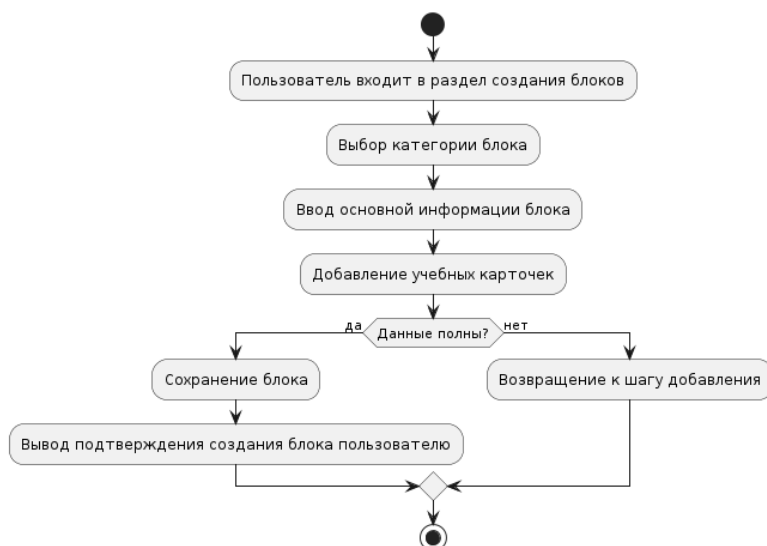 Пользователь входит в раздел создания блоков
Выбор категории блока
Ввод основной информации блока
Добавление учебных карточек
да
Данные полны?
нет
Сохранение блока
Возвращение к шагу добавления
Вывод подтверждения создания блока пользователю